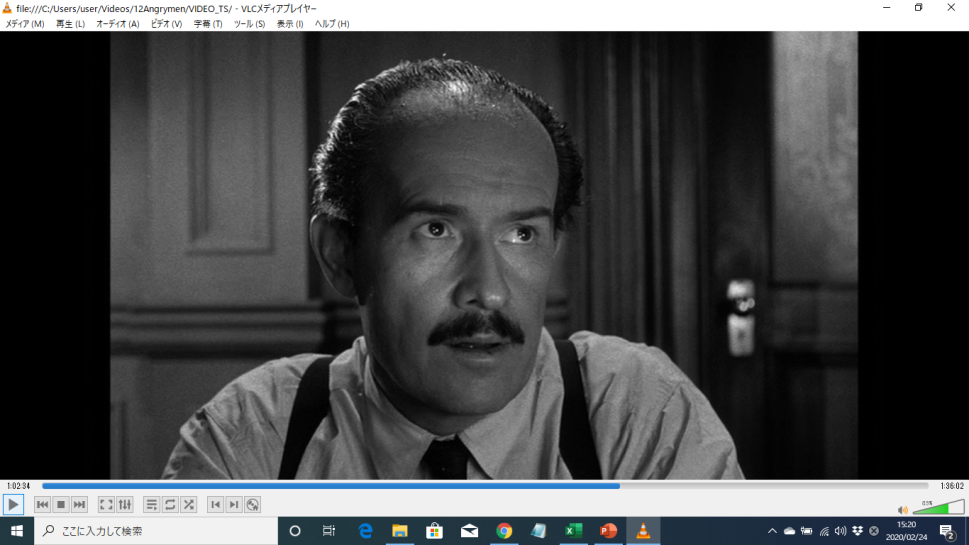 file:///C:/Users/user/Videos/12Angrymen/VIDEO_TS/ - VLCメディアプレイヤー
メディア(M) 再生(L) オーディオ(A) ビデオ(V) 字幕(T) ツール(S) 表示(I) ヘルプ(H)
1:02:34 1:36:02
ここに入力して検索
15:20
2020/02/24
2